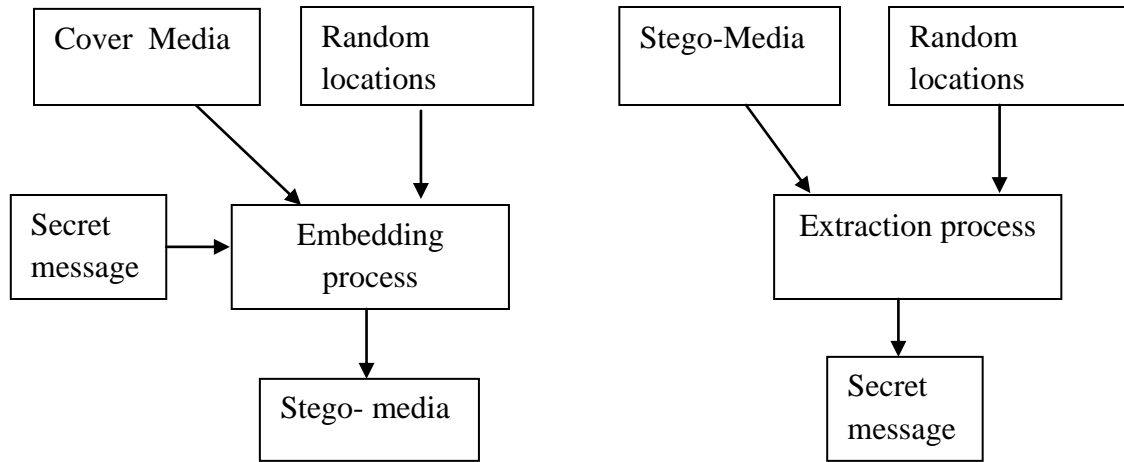 Cover Media
Random
locations
Secret
message
Embedding
process
Stego- media
Stego-Media
Random
locations
Extraction process
Secret
message